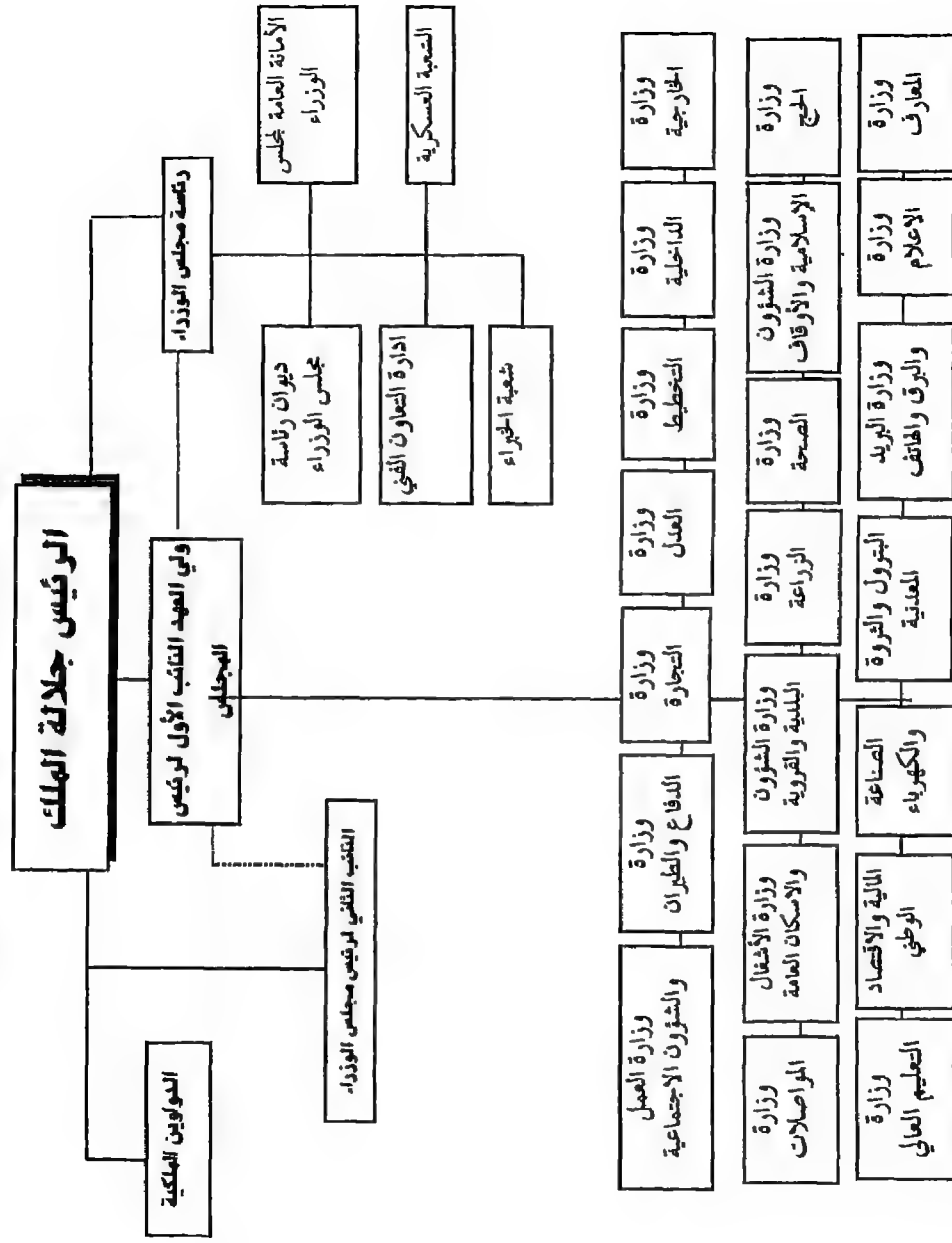 الرئيس جلالة الملك
رئاسة مجلس الوزراء
ولي العهد النائب الأول لرئيس
المجلس
الدواوين الملكية
النائب الثاني لرئيس مجلس الوزراء
الأمانة العامة لمجلس
الوزراء
ديوان رئاسة
مجلس الوزراء
الشعبة العسكرية
ادارة التعاون الفني
شعبة الخبراء
وزارة
الخارجية
وزارة
الداخلية
وزارة
التخطيط
وزارة
العدل
وزارة
التجارة
وزارة
الدفاع والطيران
وزارة العمل
والشؤون الاجتماعية
وزارة
الحج
وزارة الشؤون
الإسلامية والأوقاف
وزارة
الصحة
وزارة
الزراعة
وزارة الشؤون
البلدية والقروية
وزارة الأشغال
والاسكان العامة
وزارة
المواصلات
وزارة
المعارف
وزارة
الاعلام
وزارة البريد
والبرق والهاتف
البترول والثروة
المعدنية
الصناعة
والكهرباء
المالية والاقتصاد
الوطني
وزارة
التعليم العالي